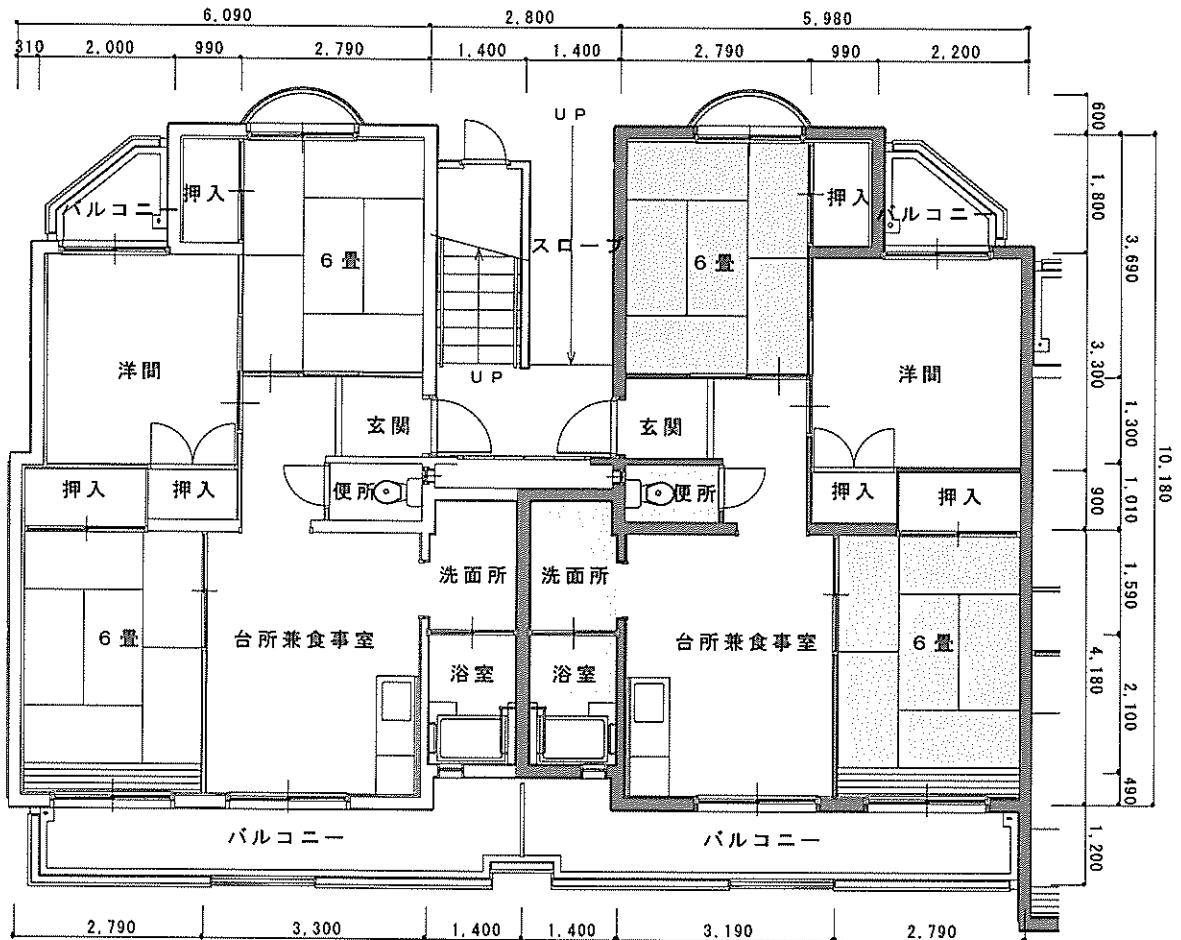 6,090 2,800 5,980
310 2,000 990 2,790 1,400 1,400 2,790 990 2,200
UP
600
押入 押入
バルコニー バルコニー
1,800
スロープ
3,690
6畳 6畳
洋間 洋間
3,300
UP
玄関 玄関
1,300
10,180
押入 押入 便所 便所 押入 押入
900
1,010
洗面所 洗面所
1,590
6畳 台所兼食事室 台所兼食事室 6畳
4,180
浴室 浴室
2,100
490
バルコニー バルコニー
1,200
2,790 3,300 1,400 1,400 3,190 2,790